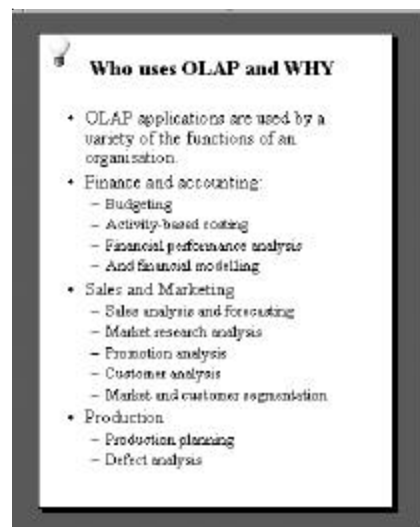 Who uses OLAP and WHY
• OLAP applications are used by a
variety of the functions of an
organisation.
• Finance and accounting:
– Budgeting
– Activity-based costing
– Financial performance analysis
– And financial modelling
• Sales and Marketing
– Sales analysis and forecasting
– Market research analysis
– Promotion analysis
– Customer analysis
– Market and customer segmentation
• Production
– Production planning
– Defect analysis